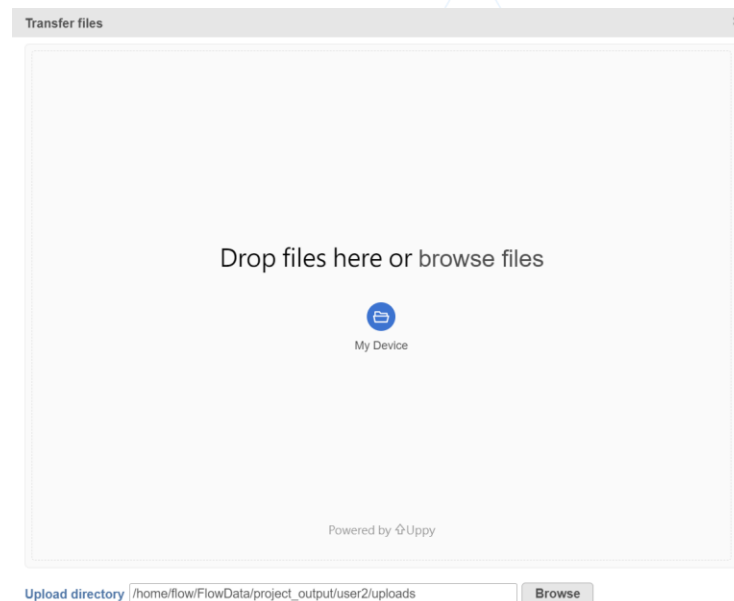 Transfer files
Drop files here or browse files
My Device
Powered by Uppy
Upload directory /home/flow/FlowData/project_output/user2/uploads Browse